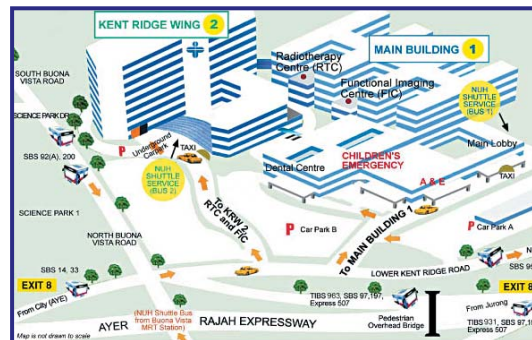 KENT RIDGE WING 2
MAIN BUILDING 1
Radiotherapy
Centre (RTC)
Functional Imaging
Centre (FIC)
SOUTH BUONA
VISTA ROAD
SCIENCE PARK DR
NUH
SHUTTLE
SERVICE
(BUS 1)
Main Lobby
SBS 92(A), 200
P
Underground
Carpark
TAXI
NUH
SHUTTLE
SERVICE
(BUS 2)
Dental Centre
CHILDREN'S
EMERGENCY
A & E
TAXI
SCIENCE PARK 1
To KRW 2
RTC and FIC
P Car Park B
To MAIN BUILDING 1
P
Car Park A
NORTH BUONA
VISTA ROAD
LOWER KENT RIDGE ROAD
SBS 14, 33
EXIT 8
EXIT 8
From City (AYE)
TIBS 963, SBS 97,197,
Express 507
From Jurong
(NUH Shuttle Bus
from Buona Vista
MRT Station)
Pedestrian
Overhead Bridge
TIBS 931, SBS 97,
Express 507
AYER RAJAH EXPRESSWAY
Map is not drawn to scale